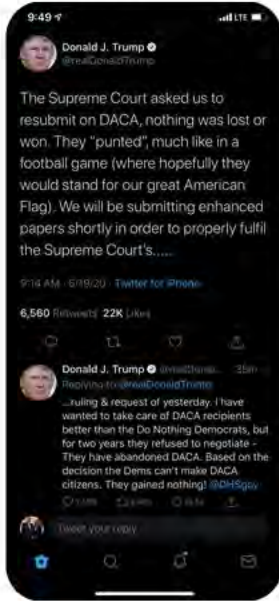 9:49
LTE
Donald J. Trump
@realDonaldTrump
The Supreme Court asked us to
resubmit on DACA, nothing was lost or
won. They “punted”, much like in a
football game (where hopefully they
would stand for our great American
Flag). We will be submitting enhanced
papers shortly in order to properly fulfil
the Supreme Court's.....
9:14 AM · 6/19/20 · Twitter for iPhone
6,560 Retweets 22K Likes
Donald J. Trump 35m
Replying to @realDonaldTrump
...ruling & request of yesterday. I have
wanted to take care of DACA recipients
better than the Do Nothing Democrats, but
for two years they refused to negotiate -
They have abandoned DACA. Based on the
decision the Dems can't make DACA
citizens. They gained nothing! @DHSgov
Tweet your reply